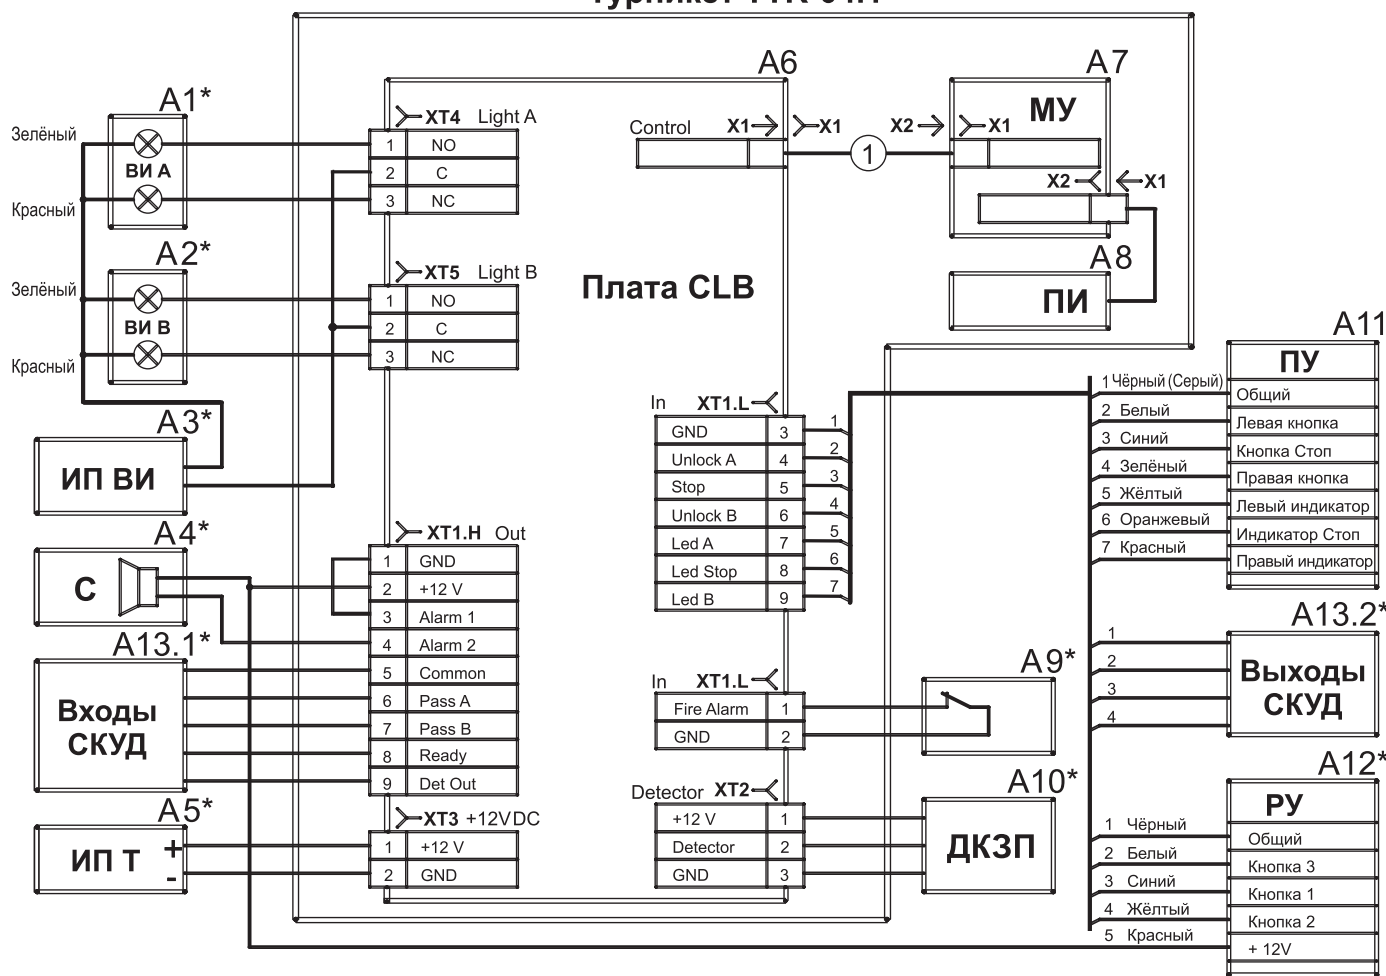 A1*
Зелёный
ВИ А
Красный
A2*
Зелёный
ВИ В
Красный
A3*
ИП ВИ
A4*
С
A13.1*
Входы
СКУД
A5*
ИП Т
+
-
XT4 Light A
1 NO
2 C
3 NC
XT5 Light B
1 NO
2 C
3 NC
XT1.H Out
1 GND
2 +12 V
3 Alarm 1
4 Alarm 2
5 Common
6 Pass A
7 Pass B
8 Ready
9 Det Out
XT3 +12VDC
1 +12 V
2 GND
A6
Control X1 X1
1
Плата CLB
A7
МУ
X2 X1
X2 X1
A8
ПИ
In XT1.L
GND 3 1
Unlock A 4 2
Stop 5 3
Unlock B 6 4
Led A 7 5
Led Stop 8 6
Led B 9 7
In XT1.L
Fire Alarm 1
GND 2
Detector XT2
+12 V 1
Detector 2
GND 3
A9*
A10*
ДКЗП
A11
ПУ
1 Чёрный (Серый) Общий
2 Белый Левая кнопка
3 Синий Кнопка Стоп
4 Зелёный Правая кнопка
5 Жёлтый Левый индикатор
6 Оранжевый Индикатор Стоп
7 Красный Правый индикатор
A13.2*
1
2
3
4
Выходы
СКУД
A12*
РУ
1 Чёрный Общий
2 Белый Кнопка 3
3 Синий Кнопка 1
4 Жёлтый Кнопка 2
5 Красный + 12V